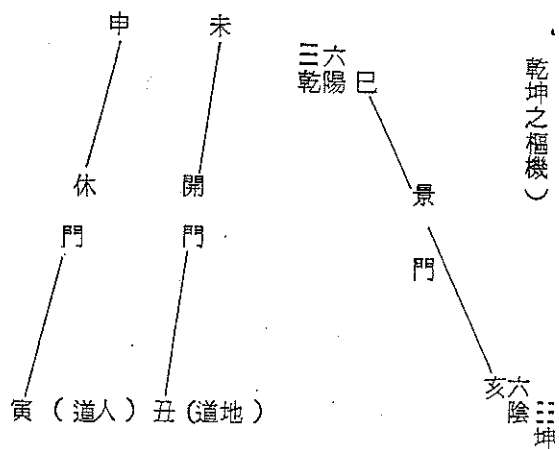 乾坤之樞機）
巳
六陽
☰乾
景門
亥
六陰
☷坤
未
開門
（地道）丑
申
休門
（人道）寅